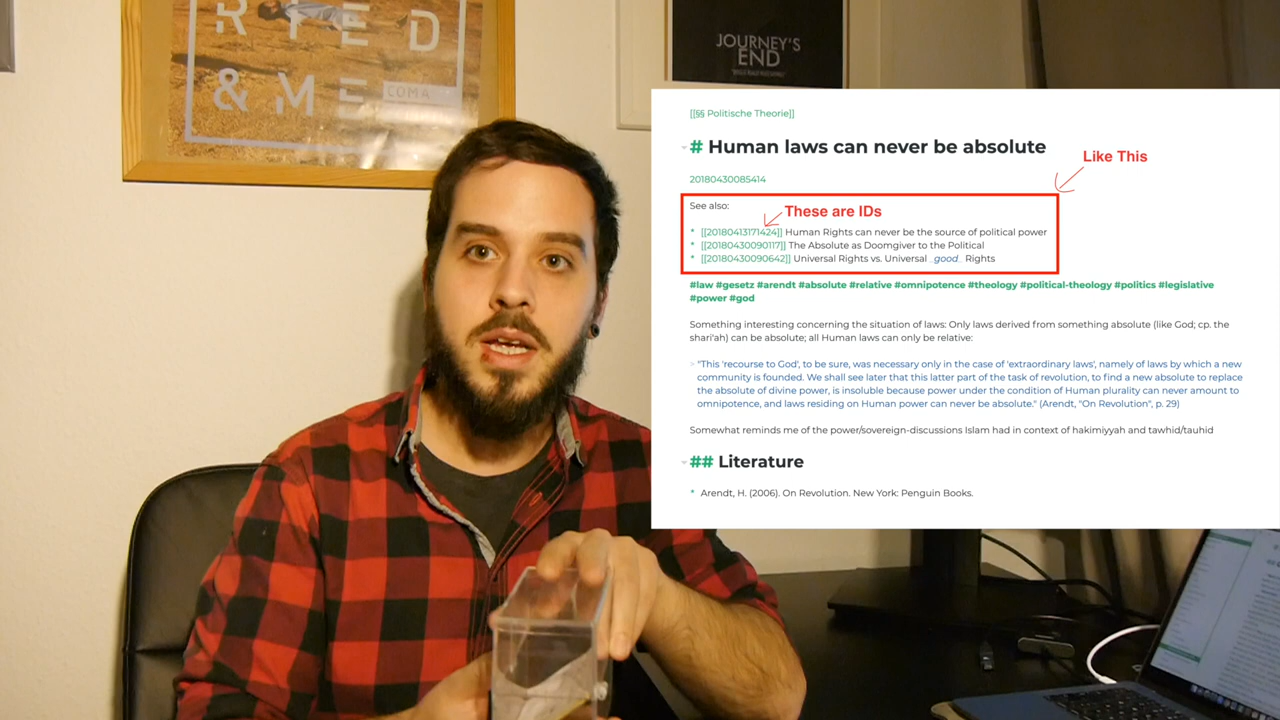 R I E D
& M E
COMA
JOURNEY'S
END
[[§§ Politische Theorie]]
# Human laws can never be absolute
Like This
20180430085414
See also:
These are IDs
* [[20180413171424]] Human Rights can never be the source of political power
* [[20180430090117]] The Absolute as Doomgiver to the Political
* [[20180430090642]] Universal Rights vs. Universal _good_ Rights
#law #gesetz #arendt #absolute #relative #omnipotence #theology #political-theology #politics #legislative
#power #god
Something interesting concerning the situation of laws: Only laws derived from something absolute (like God; cp. the
shari'ah) can be absolute; all Human laws can only be relative:
> "This 'recourse to God', to be sure, was necessary only in the case of 'extraordinary laws', namely of laws by which a new
community is founded. We shall see later that this latter part of the task of revolution, to find a new absolute to replace
the absolute of divine power, is insoluble because power under the condition of Human plurality can never amount to
omnipotence, and laws residing on Human power can never be absolute." (Arendt, "On Revolution", p. 29)
Somewhat reminds me of the power/sovereign-discussions Islam had in context of hakimiyyah and tawhid/tauhid
## Literature
* Arendt, H. (2006). On Revolution. New York: Penguin Books.